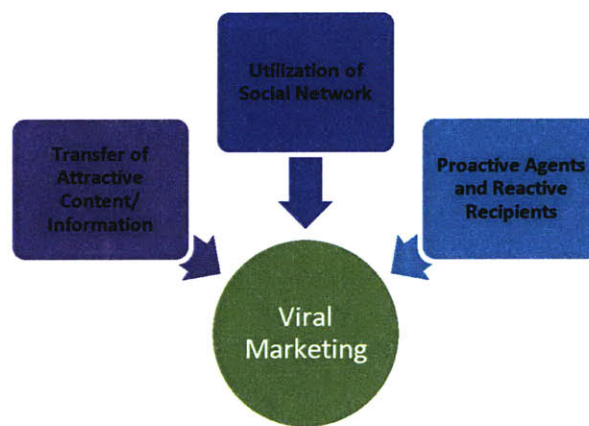 Utilization of
Social Network
Transfer of
Attractive
Content/
Information
Proactive Agents
and Reactive
Recipients
Viral
Marketing